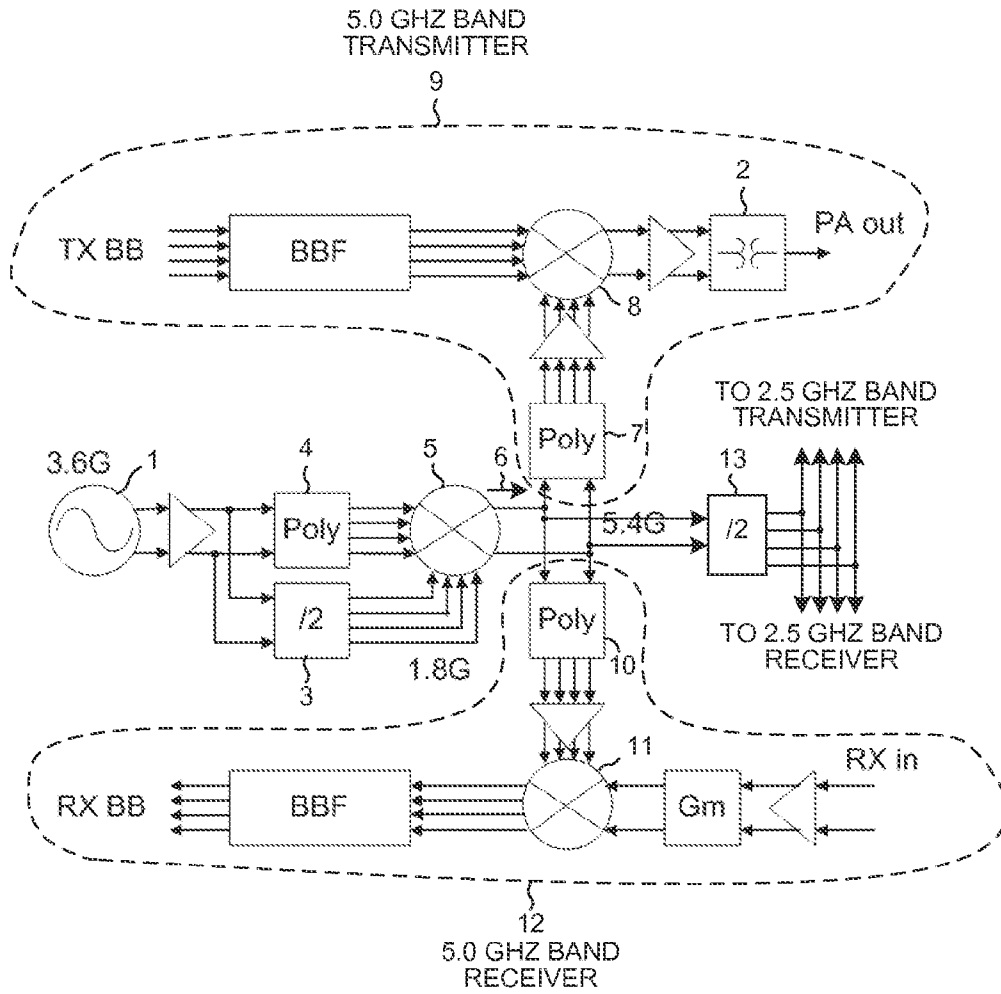 5.0 GHZ BAND
TRANSMITTER
9
2
TX BB
BBF
PA out
8
TO 2.5 GHZ BAND
TRANSMITTER
3.6G
1
4
5
6
Poly
7
13
Poly
5.4G
/2
/2
Poly
TO 2.5 GHZ BAND
RECEIVER
1.8G
10
3
11
RX in
RX BB
BBF
Gm
12
5.0 GHZ BAND
RECEIVER